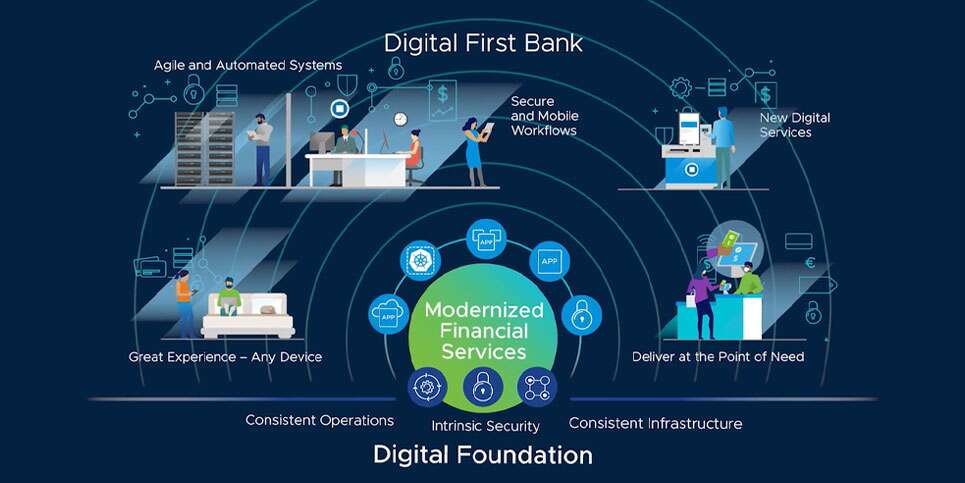 Digital First Bank
Agile and Automated Systems
$
Secure
and Mobile
Workflows
$
New Digital
Services
APP
APP
APP
Modernized
Financial
Services
$
$
€
Great Experience – Any Device
Deliver at the Point of Need
Consistent Operations
Intrinsic Security
Consistent Infrastructure
Digital Foundation